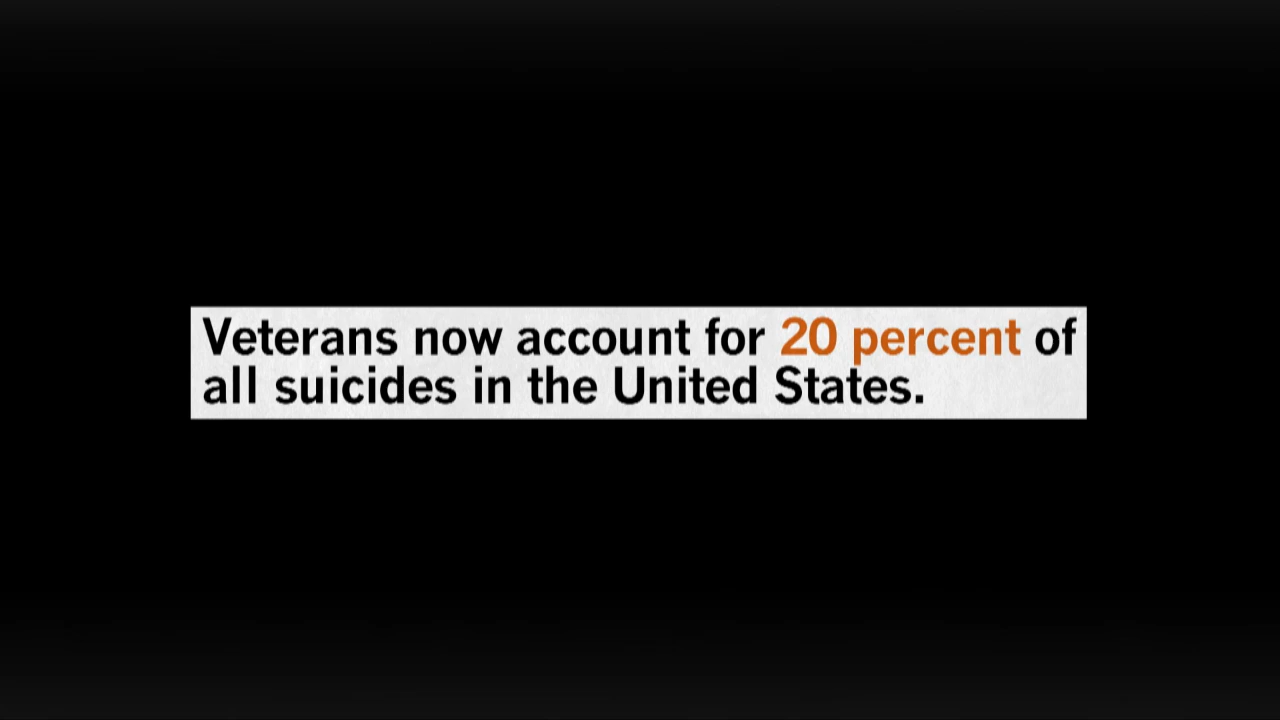 Veterans now account for 20 percent of
all suicides in the United States.